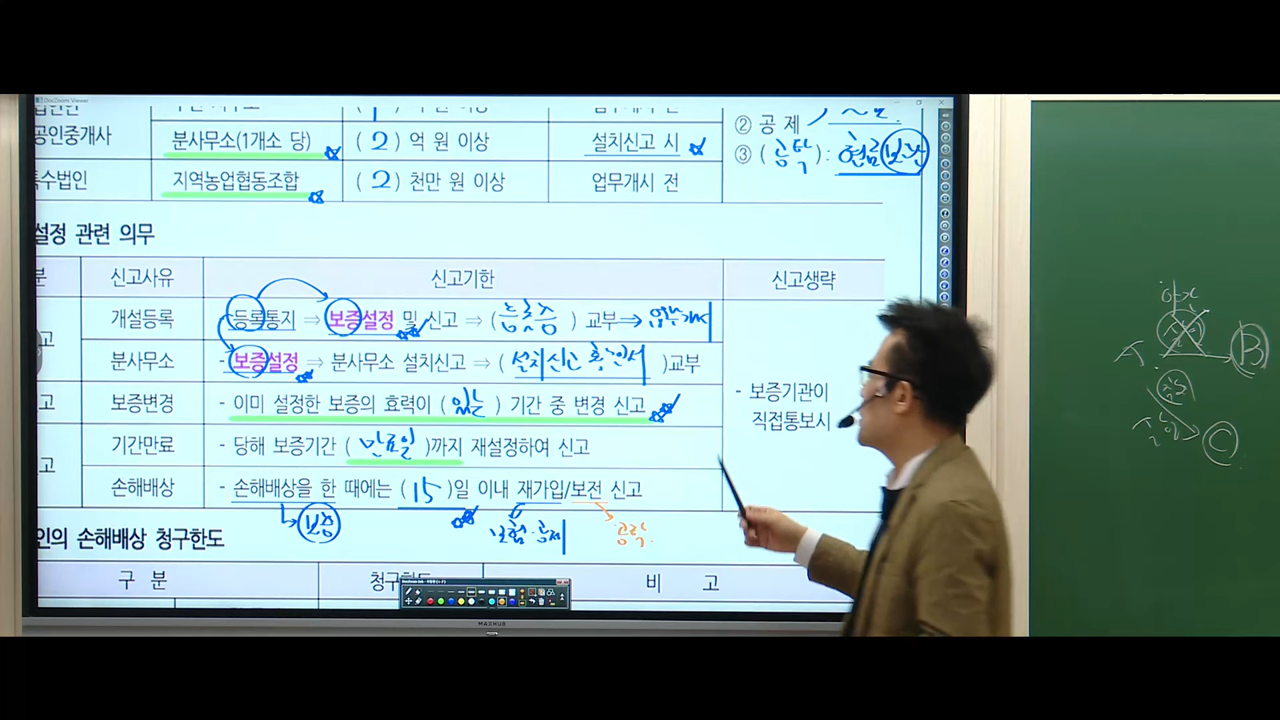 DocZoom Viewer
② 공 제
공인중개사 분사무소(1개소 당) ( 2 ) 억 원 이상 설치신고 시
③ (공탁) : 현금보관
특수법인 지역농업협동조합 ( 2 ) 천만 원 이상 업무개시 전
설정 관련 의무
신고사유 신고기한 신고생략
개설등록 등록통지 ⇒ 보증설정 및 신고 ⇒ (등록증) 교부 ⇒ 업무개시
분사무소 - 보증설정 ⇒ 분사무소 설치신고 ⇒ (설치신고확인서)교부
보증변경 - 이미 설정한 보증의 효력이 (있는) 기간 중 변경 신고
- 보증기관이
직접통보시
기간만료 - 당해 보증기간 (만료일)까지 재설정하여 신고
손해배상 - 손해배상을 한 때에는 (15)일 이내 재가입/보전 신고
보증 보험·공제 공탁
인의 손해배상 청구한도
구 분 청구한도 비 고
MAXHUB
B
C